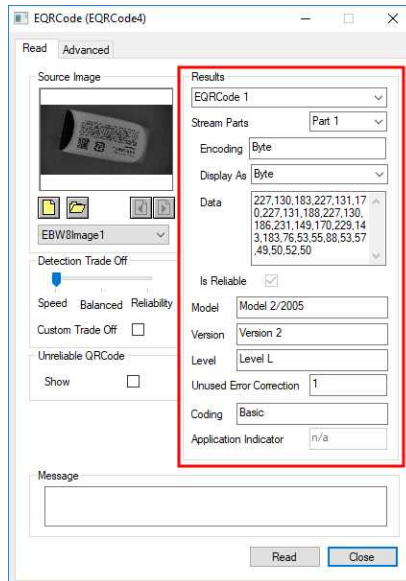 EQRCode (EQRCode4)
Read
Advanced
Source Image
EBW8Image1
Detection Trade Off
Speed Balanced Reliability
Custom Trade Off
Unreliable QRCode
Show
Results
EQRCode 1
Stream Parts Part 1
Encoding Byte
Display As Byte
Data
227,130,183,227,131,17
0,227,131,188,227,130,
186,231,149,170,229,14
3,183,76,53,55,88,53,57
,49,50,52,50
Is Reliable
Model Model 2/2005
Version Version 2
Level Level L
Unused Error Correction 1
Coding Basic
Application Indicator n/a
Message
Read
Close